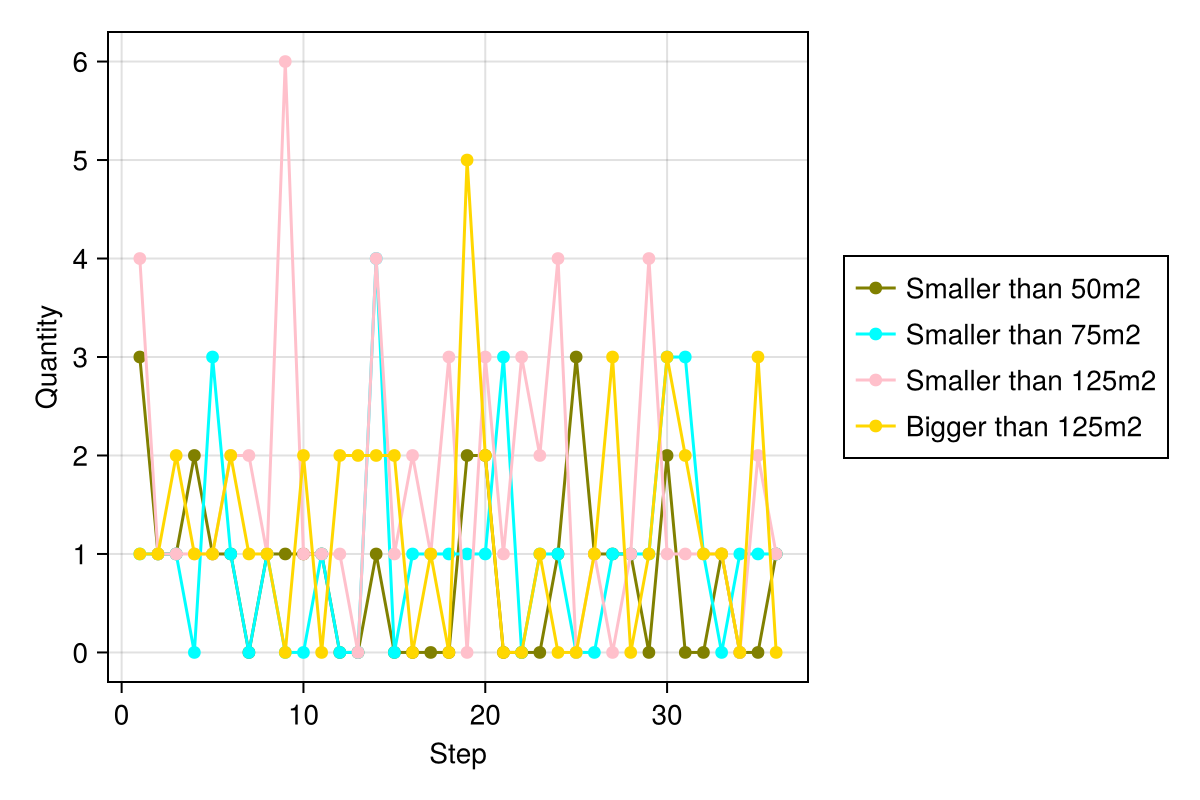 6
5
4
3
2
1
0
Quantity
0 10 20 30
Step
Smaller than 50m2
Smaller than 75m2
Smaller than 125m2
Bigger than 125m2